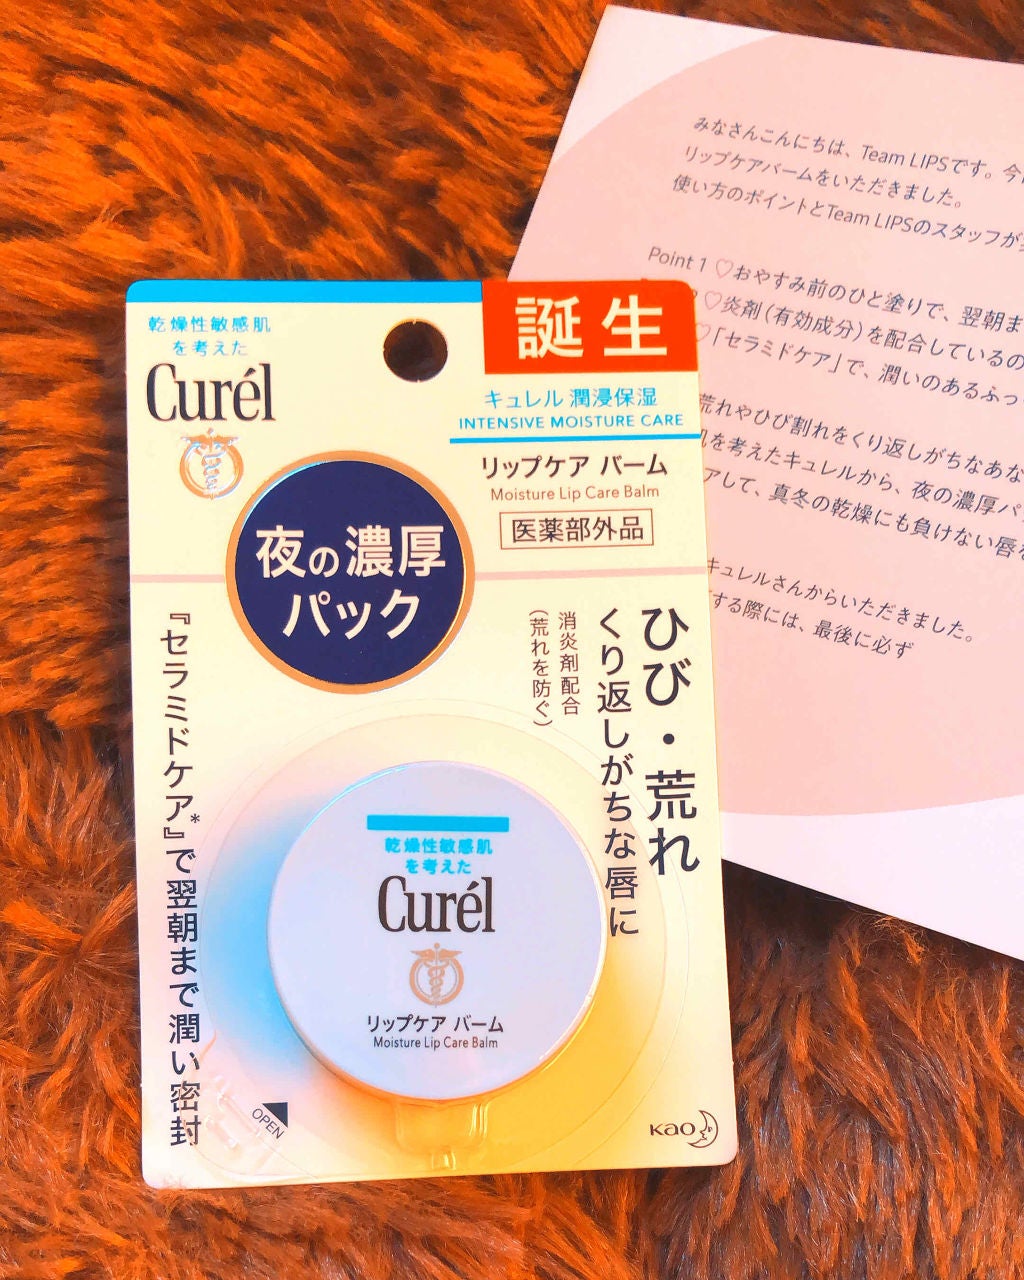 みなさんこんにちは、Team LIPSです。今
リップケアバームをいただきました。
使い方のポイントとTeam LIPSのスタッフが
Point 1 ♡おやすみ前のひと塗りで、翌朝ま
♡炎剤（有効成分）を配合しているの
♡「セラミドケア」で、潤いのあるふっ
荒れやひび割れをくり返しがちなあな
肌を考えたキュレルから、夜の濃厚パ
アして、真冬の乾燥にも負けない唇
キュレルさんからいただきました。
する際には、最後に必ず
乾燥性敏感肌
を考えた
Curél
誕生
キュレル 潤浸保湿
INTENSIVE MOISTURE CARE
リップケア バーム
Moisture Lip Care Balm
医薬部外品
夜の濃厚
パック
ひび・荒れ
くり返しがちな唇に
消炎剤配合
（荒れを防ぐ）
『セラミドケア』*で翌朝まで潤い密封
乾燥性敏感肌
を考えた
Curél
リップケア バーム
Moisture Lip Care Balm
OPEN
Kao